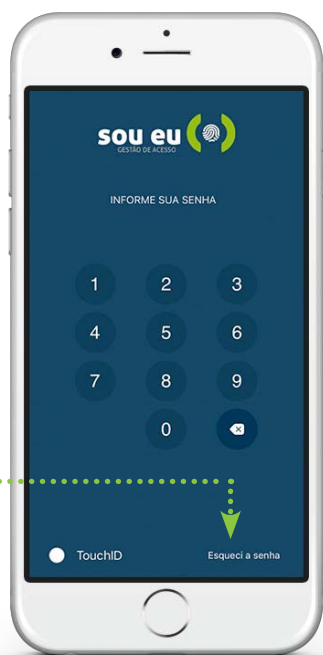 sou eu
GESTÃO DE ACESSO
INFORME SUA SENHA
1 2 3
4 5 6
7 8 9
0
TouchID Esqueci a senha